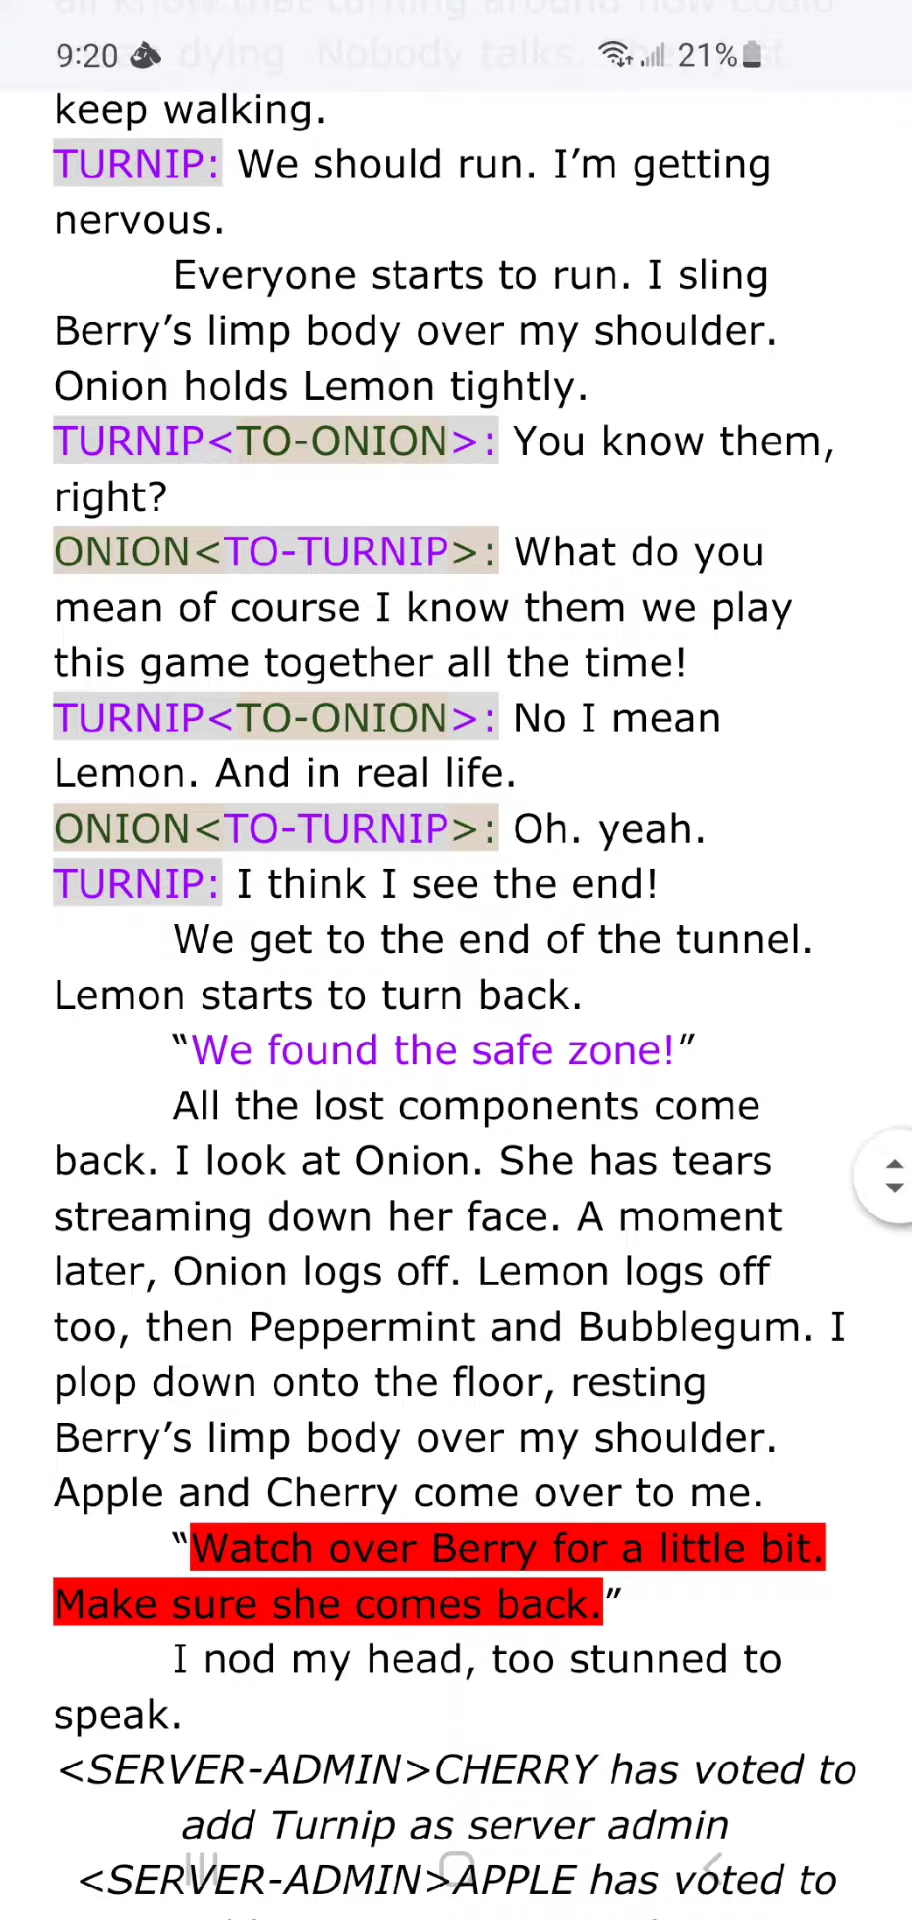 9:20
21%
dying Nobody talks.
keep walking.
TURNIP: We should run. I’m getting
nervous.
Everyone starts to run. I sling
Berry’s limp body over my shoulder.
Onion holds Lemon tightly.
TURNIP<TO-ONION>: You know them,
right?
ONION<TO-TURNIP>: What do you
mean of course I know them we play
this game together all the time!
TURNIP<TO-ONION>: No I mean
Lemon. And in real life.
ONION<TO-TURNIP>: Oh. yeah.
TURNIP: I think I see the end!
We get to the end of the tunnel.
Lemon starts to turn back.
“We found the safe zone!”
All the lost components come
back. I look at Onion. She has tears
streaming down her face. A moment
later, Onion logs off. Lemon logs off
too, then Peppermint and Bubblegum. I
plop down onto the floor, resting
Berry’s limp body over my shoulder.
Apple and Cherry come over to me.
“Watch over Berry for a little bit.
Make sure she comes back.”
I nod my head, too stunned to
speak.
<SERVER-ADMIN>CHERRY has voted to
add Turnip as server admin
<SERVER-ADMIN>APPLE has voted to